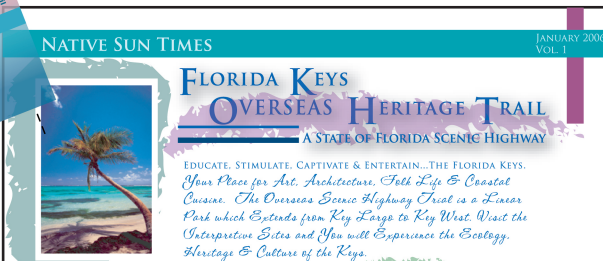 Native Sun Times
January 2006
Vol. 1
Florida Keys
Overseas Heritage Trail
A State of Florida Scenic Highway
Educate, Stimulate, Captivate & Entertain...The Florida Keys.
Your Place for Art, Architecture, Folk Life & Coastal
Cuisine. The Overseas Scenic Highway Trial is a Linear
Park which Extends from Key Largo to Key West. Visit the
Interpretive Sites and You will Experience the Ecology,
Heritage & Culture of the Keys.